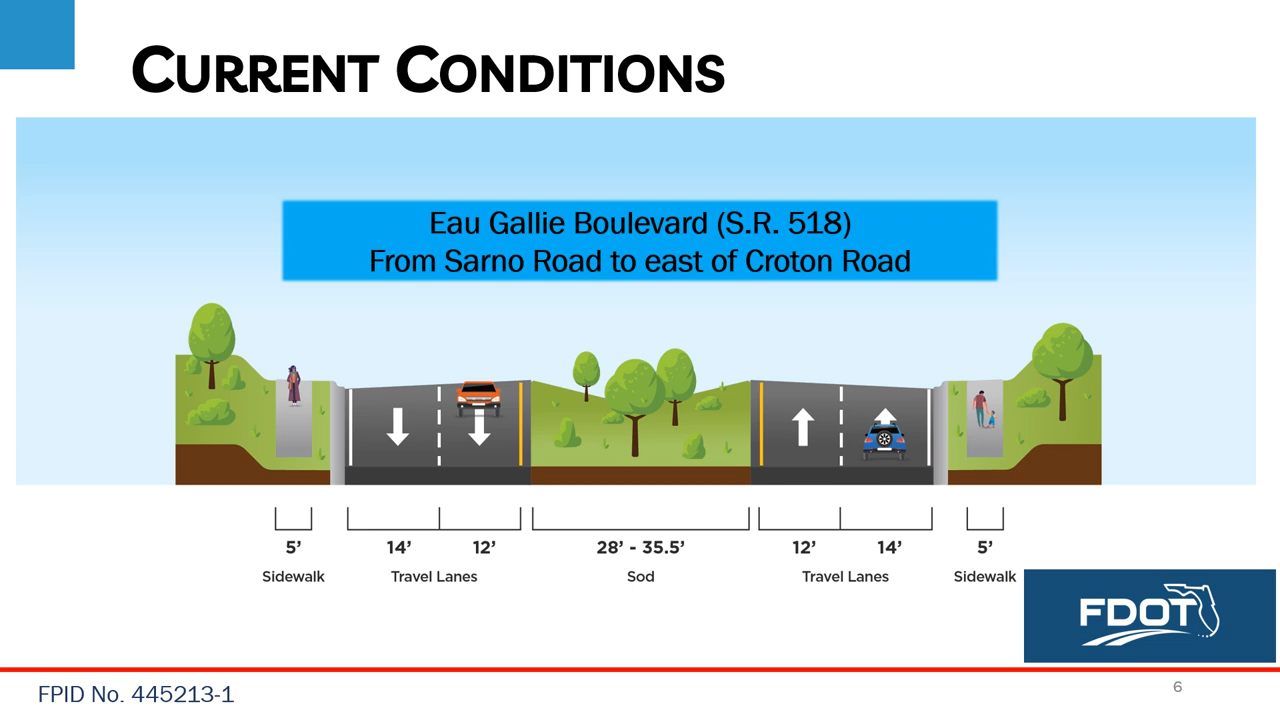 CURRENT CONDITIONS
Eau Gallie Boulevard (S.R. 518)
From Sarno Road to east of Croton Road
5’ 14’ 12’ 28’ - 35.5’ 12’ 14’ 5’
Sidewalk Travel Lanes Sod Travel Lanes Sidewalk
FDOT
FPID No. 445213-1
6